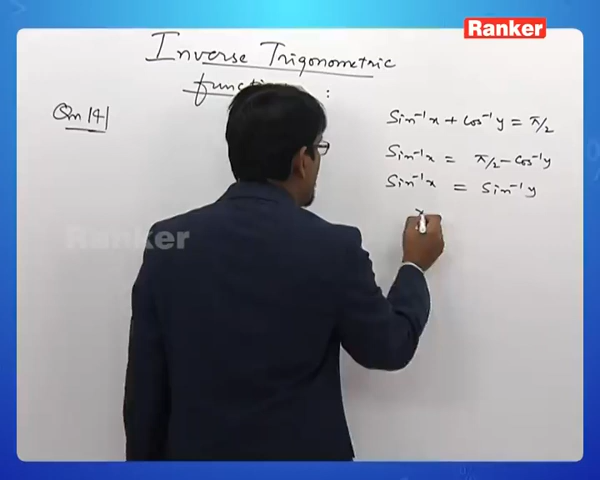 Ranker
Inverse Trigonometric
function :
Qn 141
Sin⁻¹x + Cos⁻¹y = π/2
Sin⁻¹x = π/2 - Cos⁻¹y
Sin⁻¹x = Sin⁻¹y
x
Ranker